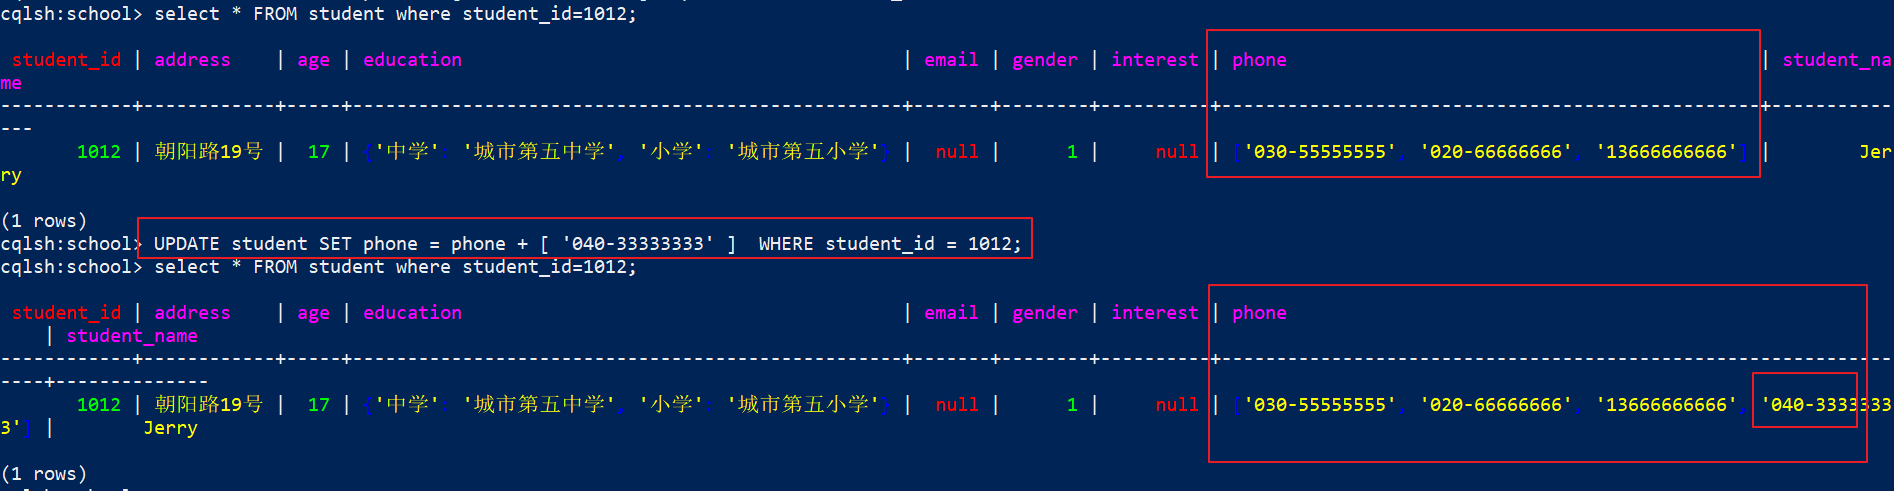 cqlsh:school> select * FROM student where student_id=1012;
 student_id | address    | age | education                                         | email | gender | interest | phone                                           | student_na
me
------------+------------+-----+---------------------------------------------------+-------+--------+----------+-------------------------------------------------+-----------
---
       1012 | 朝阳路19号 |  17 | {'中学': '城市第五中学', '小学': '城市第五小学'} |  null |      1 |     null | ['030-55555555', '020-66666666', '13666666666'] |        Jer
ry
(1 rows)
cqlsh:school> UPDATE student SET phone = phone + [ '040-33333333' ]  WHERE student_id = 1012;
cqlsh:school> select * FROM student where student_id=1012;
 student_id | address    | age | education                                         | email | gender | interest | phone
    | student_name
------------+------------+-----+---------------------------------------------------+-------+--------+----------+-------------------------------------------------------------
----+--------------
       1012 | 朝阳路19号 |  17 | {'中学': '城市第五中学', '小学': '城市第五小学'} |  null |      1 |     null | ['030-55555555', '020-66666666', '13666666666', '040-3333333
3'] |        Jerry
(1 rows)